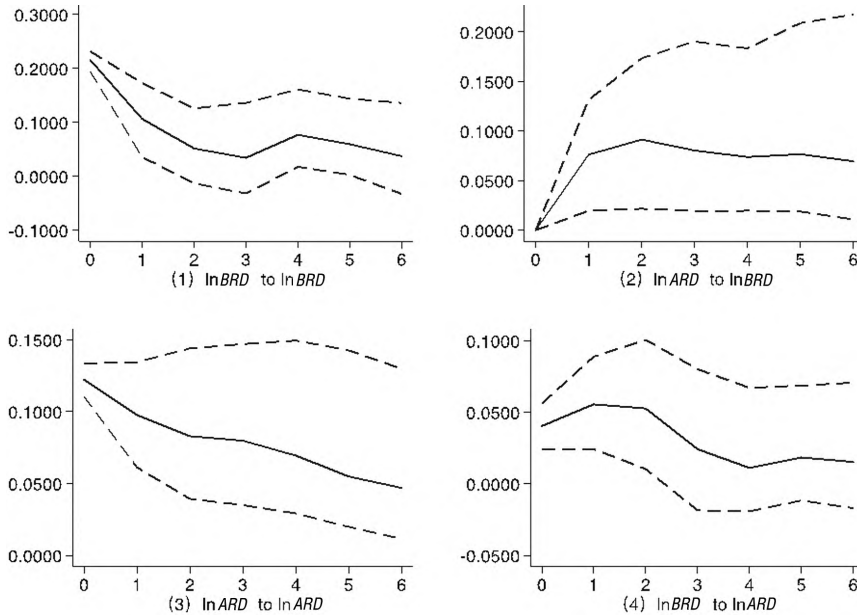 0.3000
0.2000
0.1000
0.0000
-0.1000
0 1 2 3 4 5 6
(1) lnBRD to lnBRD
0.2000
0.1500
0.1000
0.0500
0.0000
0 1 2 3 4 5 6
(2) lnARD to lnBRD
0.1500
0.1000
0.0500
0.0000
0 1 2 3 4 5 6
(3) lnARD to lnARD
0.1000
0.0500
0.0000
-0.0500
0 1 2 3 4 5 6
(4) lnBRD to lnARD